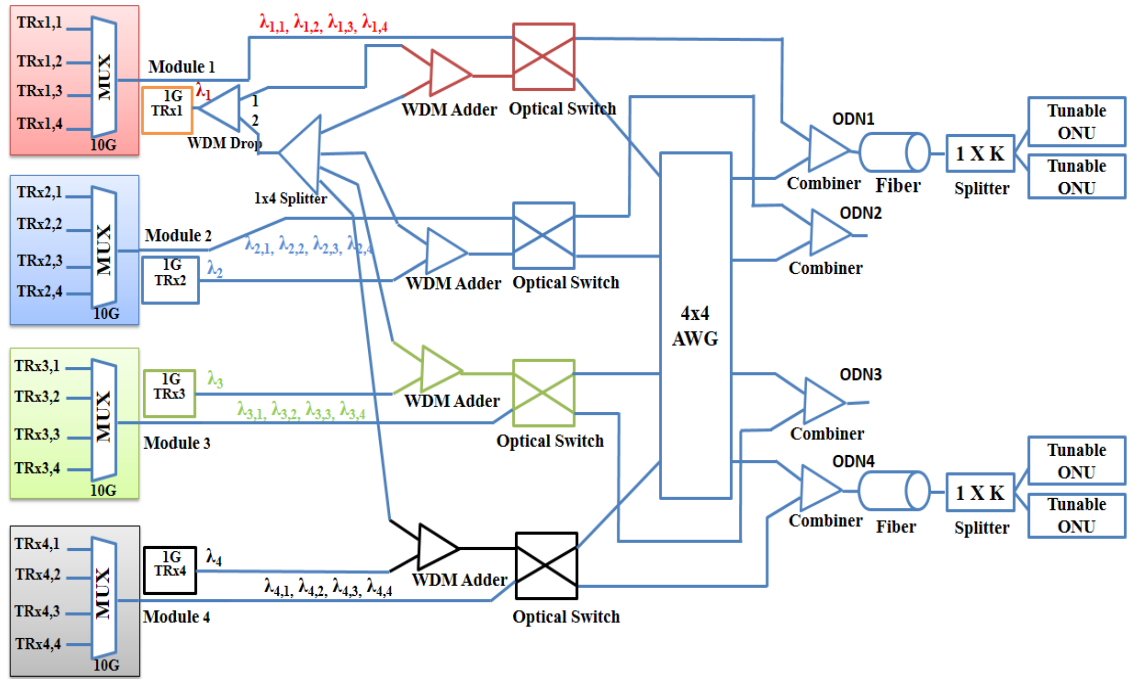 TRx1,1
TRx1,2
TRx1,3
TRx1,4
MUX
10G
Module 1
1G
TRx1
λ1
1
2
WDM Drop
1x4 Splitter
λ1,1, λ1,2, λ1,3, λ1,4
WDM Adder
Optical Switch
TRx2,1
TRx2,2
TRx2,3
TRx2,4
MUX
10G
Module 2
1G
TRx2
λ2
λ2,1, λ2,2, λ2,3, λ2,4
WDM Adder
Optical Switch
TRx3,1
TRx3,2
TRx3,3
TRx3,4
MUX
10G
1G
TRx3
λ3
λ3,1, λ3,2, λ3,3, λ3,4
Module 3
WDM Adder
Optical Switch
TRx4,1
TRx4,2
TRx4,3
TRx4,4
MUX
10G
1G
TRx4
λ4
λ4,1, λ4,2, λ4,3, λ4,4
Module 4
WDM Adder
Optical Switch
4x4
AWG
ODN1
Combiner
Fiber
1 X K
Splitter
Tunable
ONU
Tunable
ONU
ODN2
Combiner
ODN3
Combiner
ODN4
Combiner
Fiber
1 X K
Splitter
Tunable
ONU
Tunable
ONU